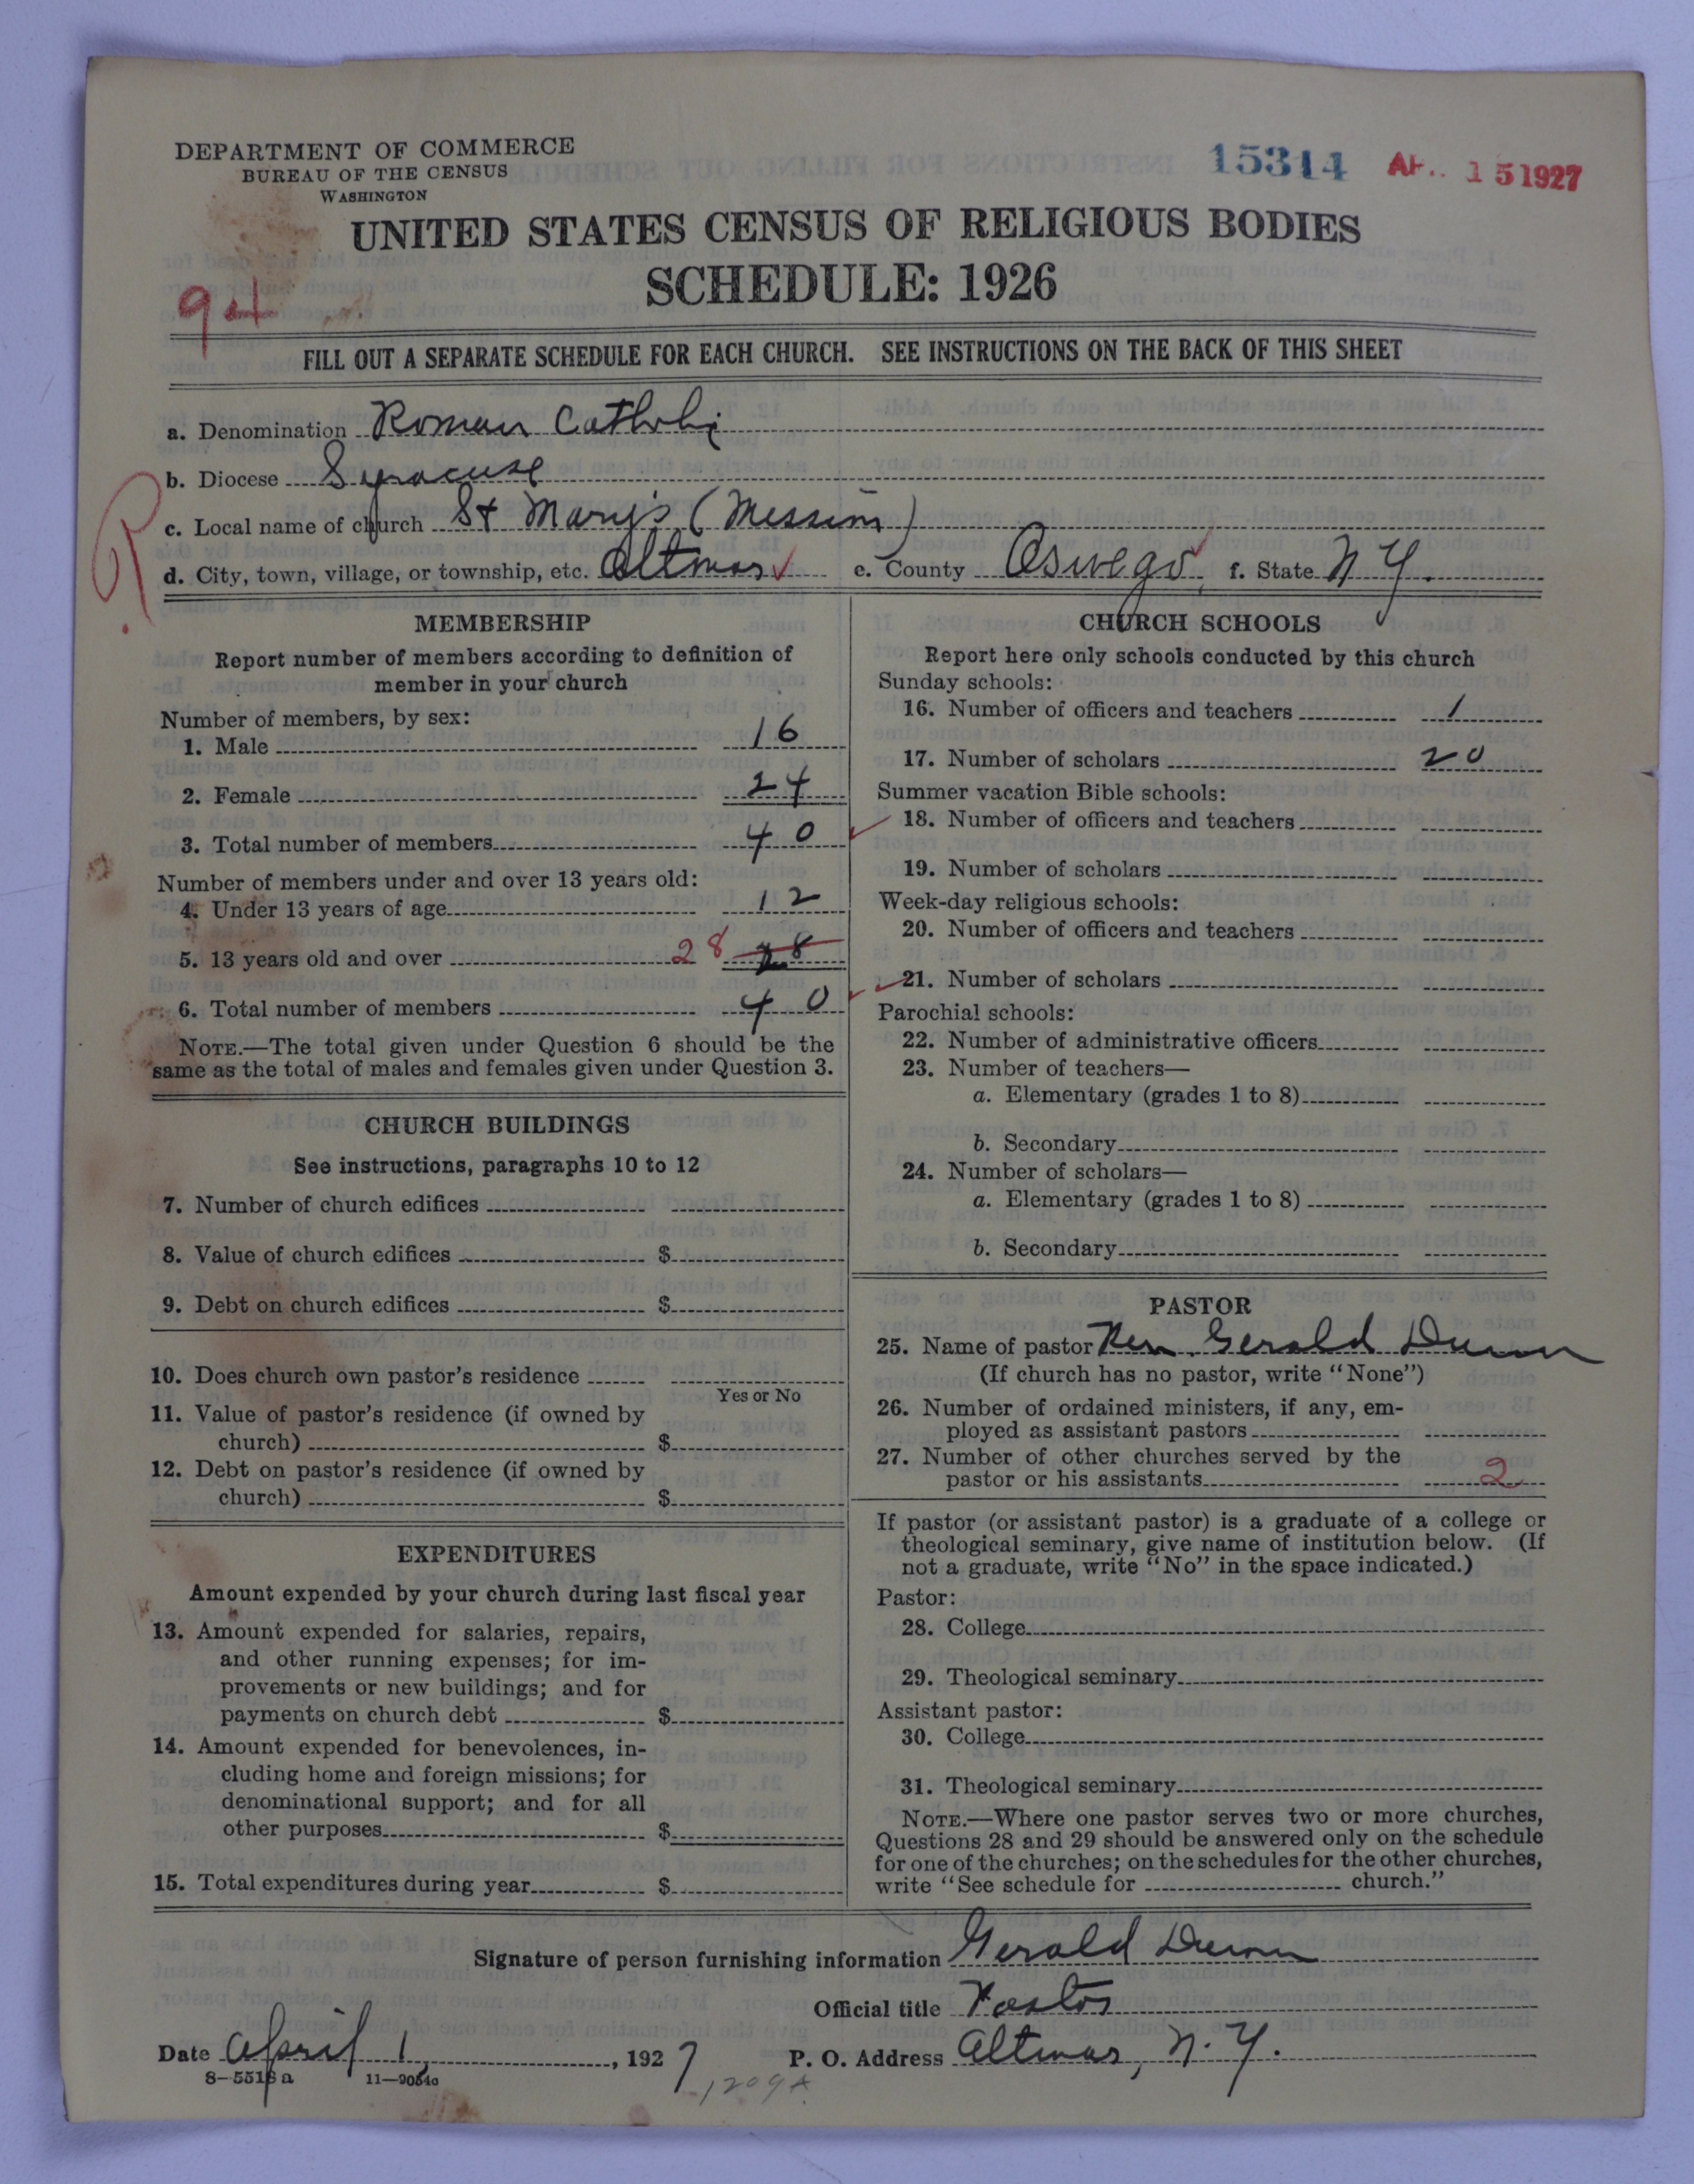 DEPARTMENT OF COMMERCE
BUREAU OF THE CENSUS
WASHINGTON
15314
AP.. 15 1927
UNITED STATES CENSUS OF RELIGIOUS BODIES
SCHEDULE: 1926
94
FILL OUT A SEPARATE SCHEDULE FOR EACH CHURCH. SEE INSTRUCTIONS ON THE BACK OF THIS SHEET
a. Denomination Roman Catholic
b. Diocese Syracuse
c. Local name of church St Mary's (Mission)
d. City, town, village, or township, etc. Altmar e. County Oswego f. State N Y.
MEMBERSHIP
Report number of members according to definition of
member in your church
Number of members, by sex:
1. Male 16
2. Female 24
3. Total number of members 40
Number of members under and over 13 years old:
4. Under 13 years of age 12
5. 13 years old and over 28 28
6. Total number of members 40
NOTE.—The total given under Question 6 should be the
same as the total of males and females given under Question 3.
CHURCH BUILDINGS
See instructions, paragraphs 10 to 12
7. Number of church edifices
8. Value of church edifices $
9. Debt on church edifices $
10. Does church own pastor's residence
Yes or No
11. Value of pastor's residence (if owned by
church) $
12. Debt on pastor's residence (if owned by
church) $
EXPENDITURES
Amount expended by your church during last fiscal year
13. Amount expended for salaries, repairs,
and other running expenses; for im-
provements or new buildings; and for
payments on church debt $
14. Amount expended for benevolences, in-
cluding home and foreign missions; for
denominational support; and for all
other purposes $
15. Total expenditures during year $
CHURCH SCHOOLS
Report here only schools conducted by this church
Sunday schools:
16. Number of officers and teachers 1
17. Number of scholars 20
Summer vacation Bible schools:
18. Number of officers and teachers
19. Number of scholars
Week-day religious schools:
20. Number of officers and teachers
21. Number of scholars
Parochial schools:
22. Number of administrative officers
23. Number of teachers—
a. Elementary (grades 1 to 8)
b. Secondary
24. Number of scholars—
a. Elementary (grades 1 to 8)
b. Secondary
PASTOR
25. Name of pastor Rev. Gerald Dunn
(If church has no pastor, write "None")
26. Number of ordained ministers, if any, em-
ployed as assistant pastors
27. Number of other churches served by the
pastor or his assistants 2
If pastor (or assistant pastor) is a graduate of a college or
theological seminary, give name of institution below. (If
not a graduate, write "No" in the space indicated.)
Pastor:
28. College
29. Theological seminary
Assistant pastor:
30. College
31. Theological seminary
NOTE.—Where one pastor serves two or more churches,
Questions 28 and 29 should be answered only on the schedule
for one of the churches; on the schedules for the other churches,
write "See schedule for church."
Signature of person furnishing information Gerald Dunn
Official title Pastor
Date April 1, 1927 P. O. Address Altmar, N. Y.
8-5518 a 11-9054a
1209A